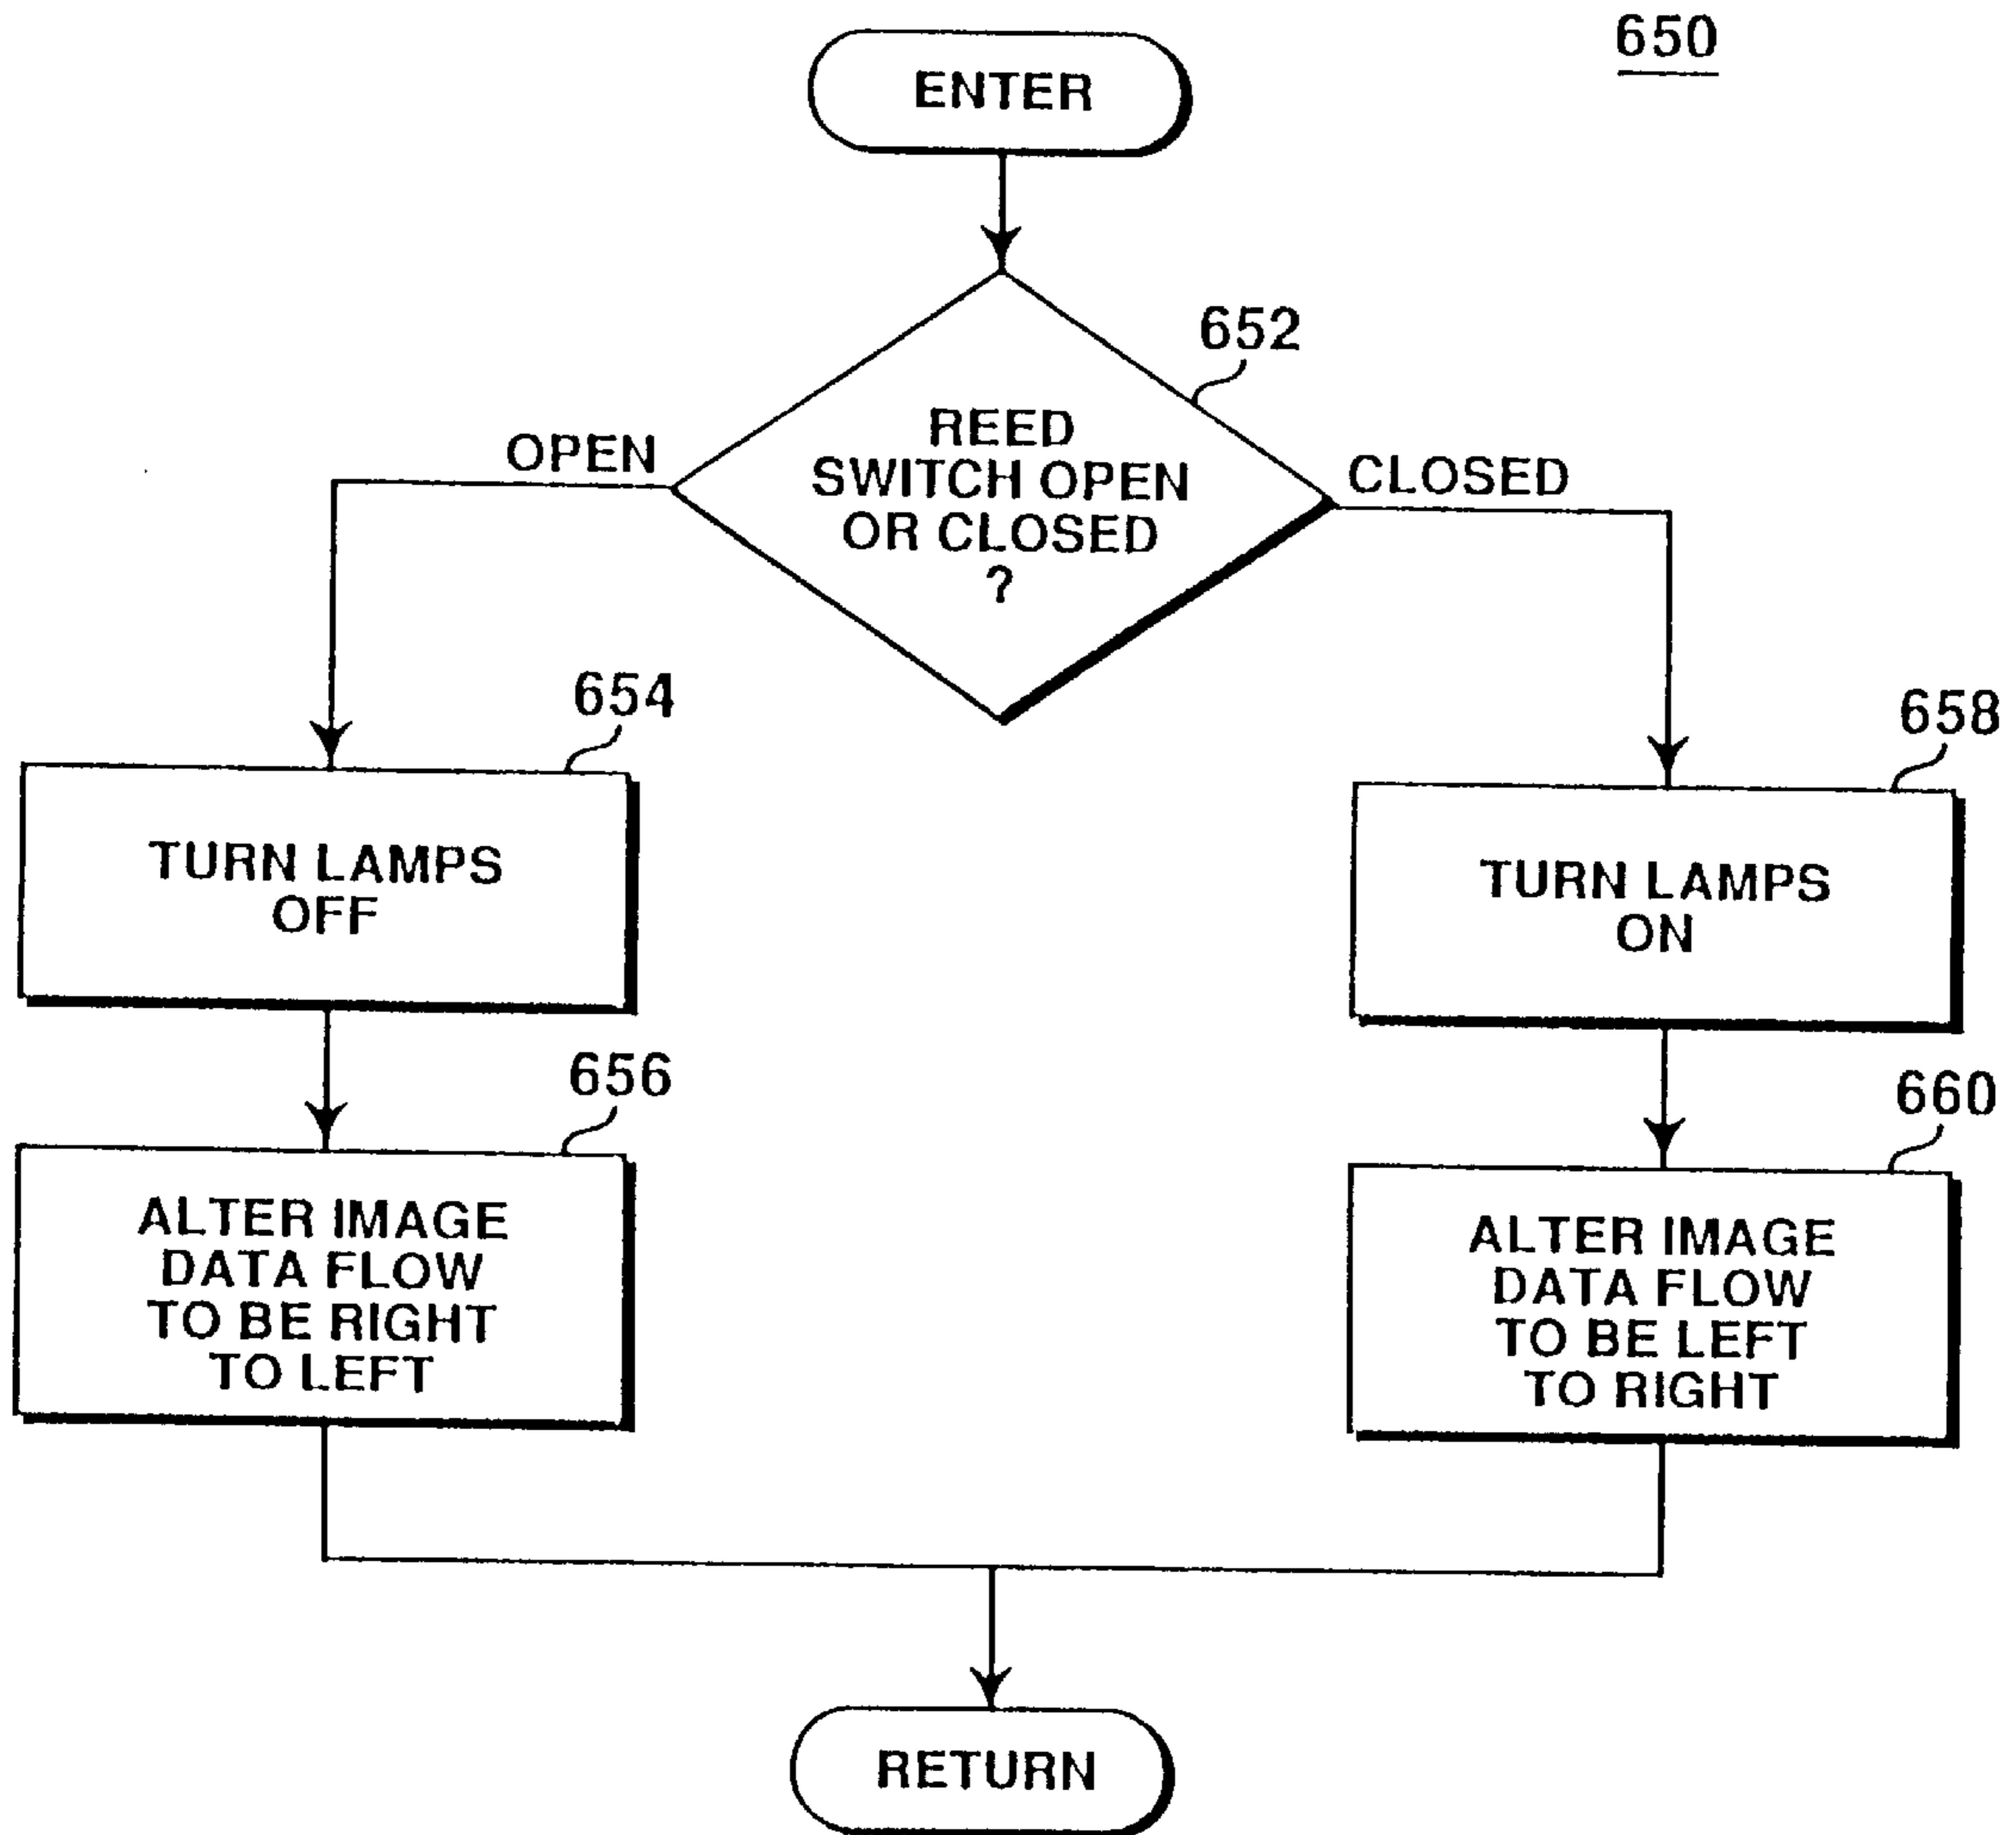 650
ENTER
652
REED
SWITCH OPEN
OR CLOSED
?
OPEN
CLOSED
654
TURN LAMPS
OFF
658
TURN LAMPS
ON
656
ALTER IMAGE
DATA FLOW
TO BE RIGHT
TO LEFT
660
ALTER IMAGE
DATA FLOW
TO BE LEFT
TO RIGHT
RETURN